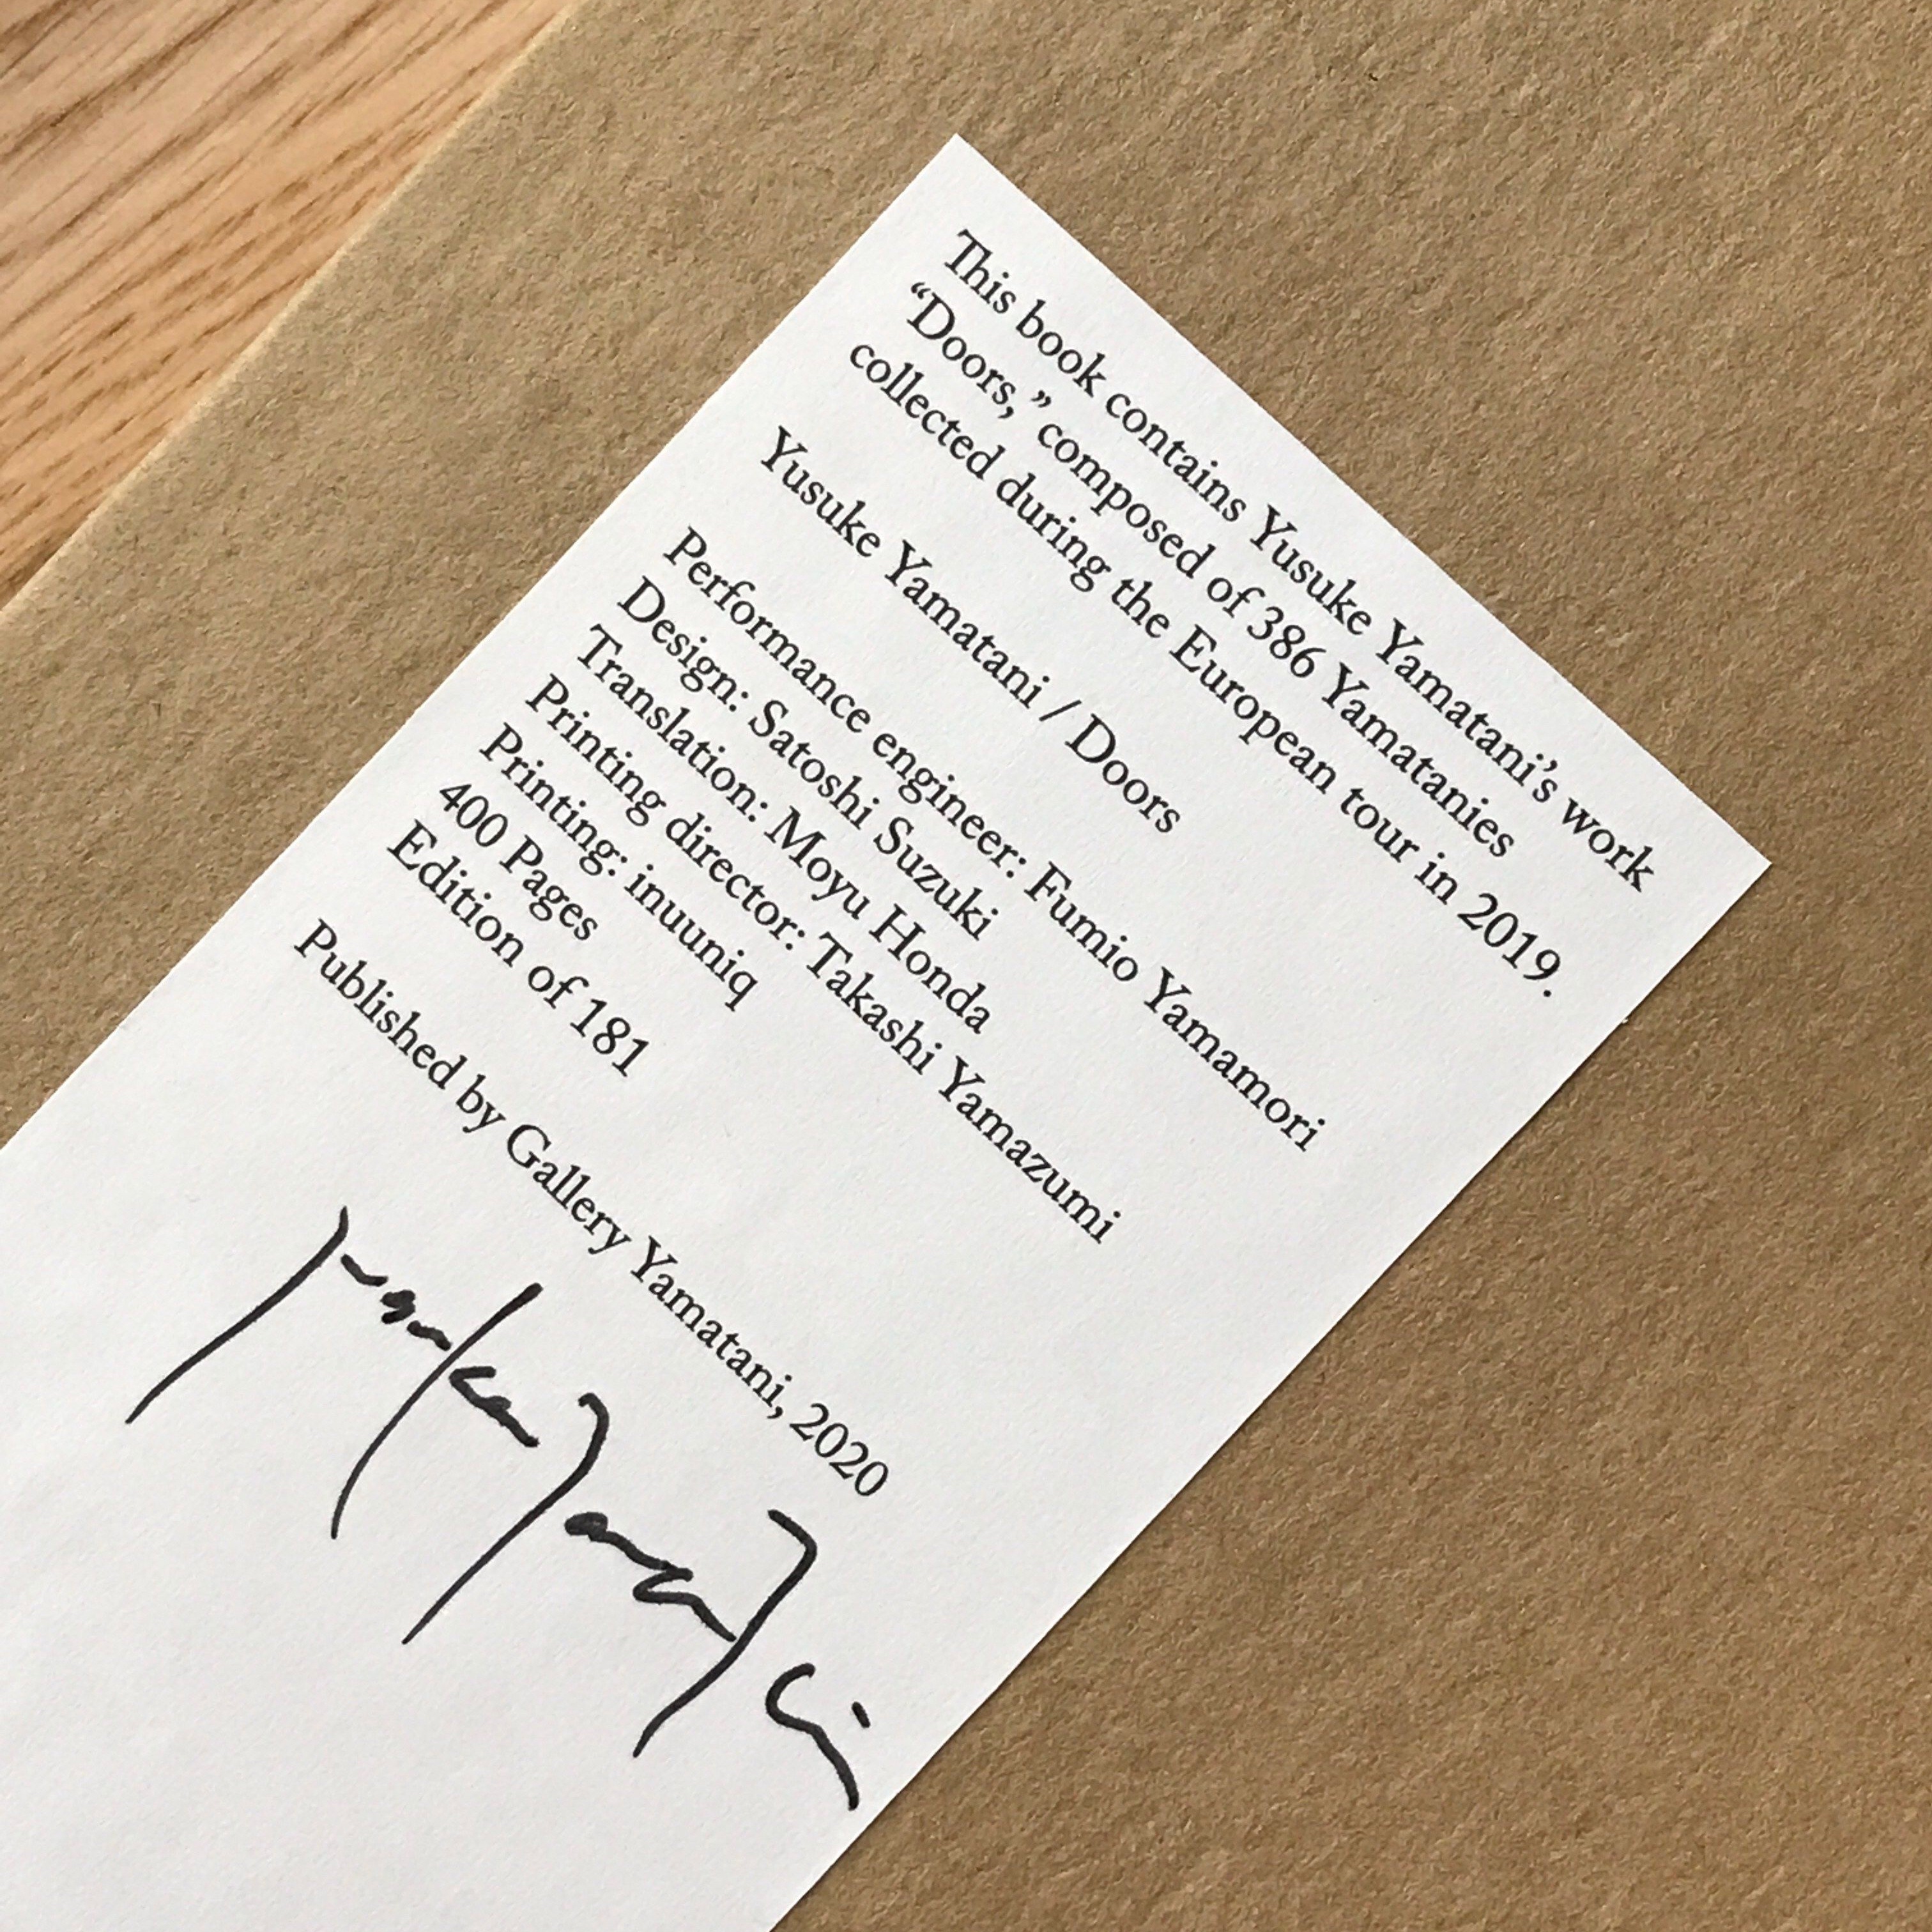 This book contains Yusuke Yamatani’s work
“Doors,” composed of 386 Yamatanies
collected during the European tour in 2019.
Yusuke Yamatani / Doors
Performance engineer: Fumio Yamamori
Design: Satoshi Suzuki
Translation: Moyu Honda
Printing director: Takashi Yamazumi
Printing: inuuniq
400 Pages
Edition of 181
Published by Gallery Yamatani, 2020